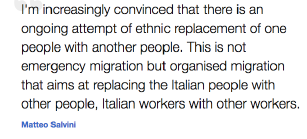 I'm increasingly convinced that there is an
ongoing attempt of ethnic replacement of one
people with another people. This is not
emergency migration but organised migration
that aims at replacing the Italian people with
other people, Italian workers with other workers.
Matteo Salvini